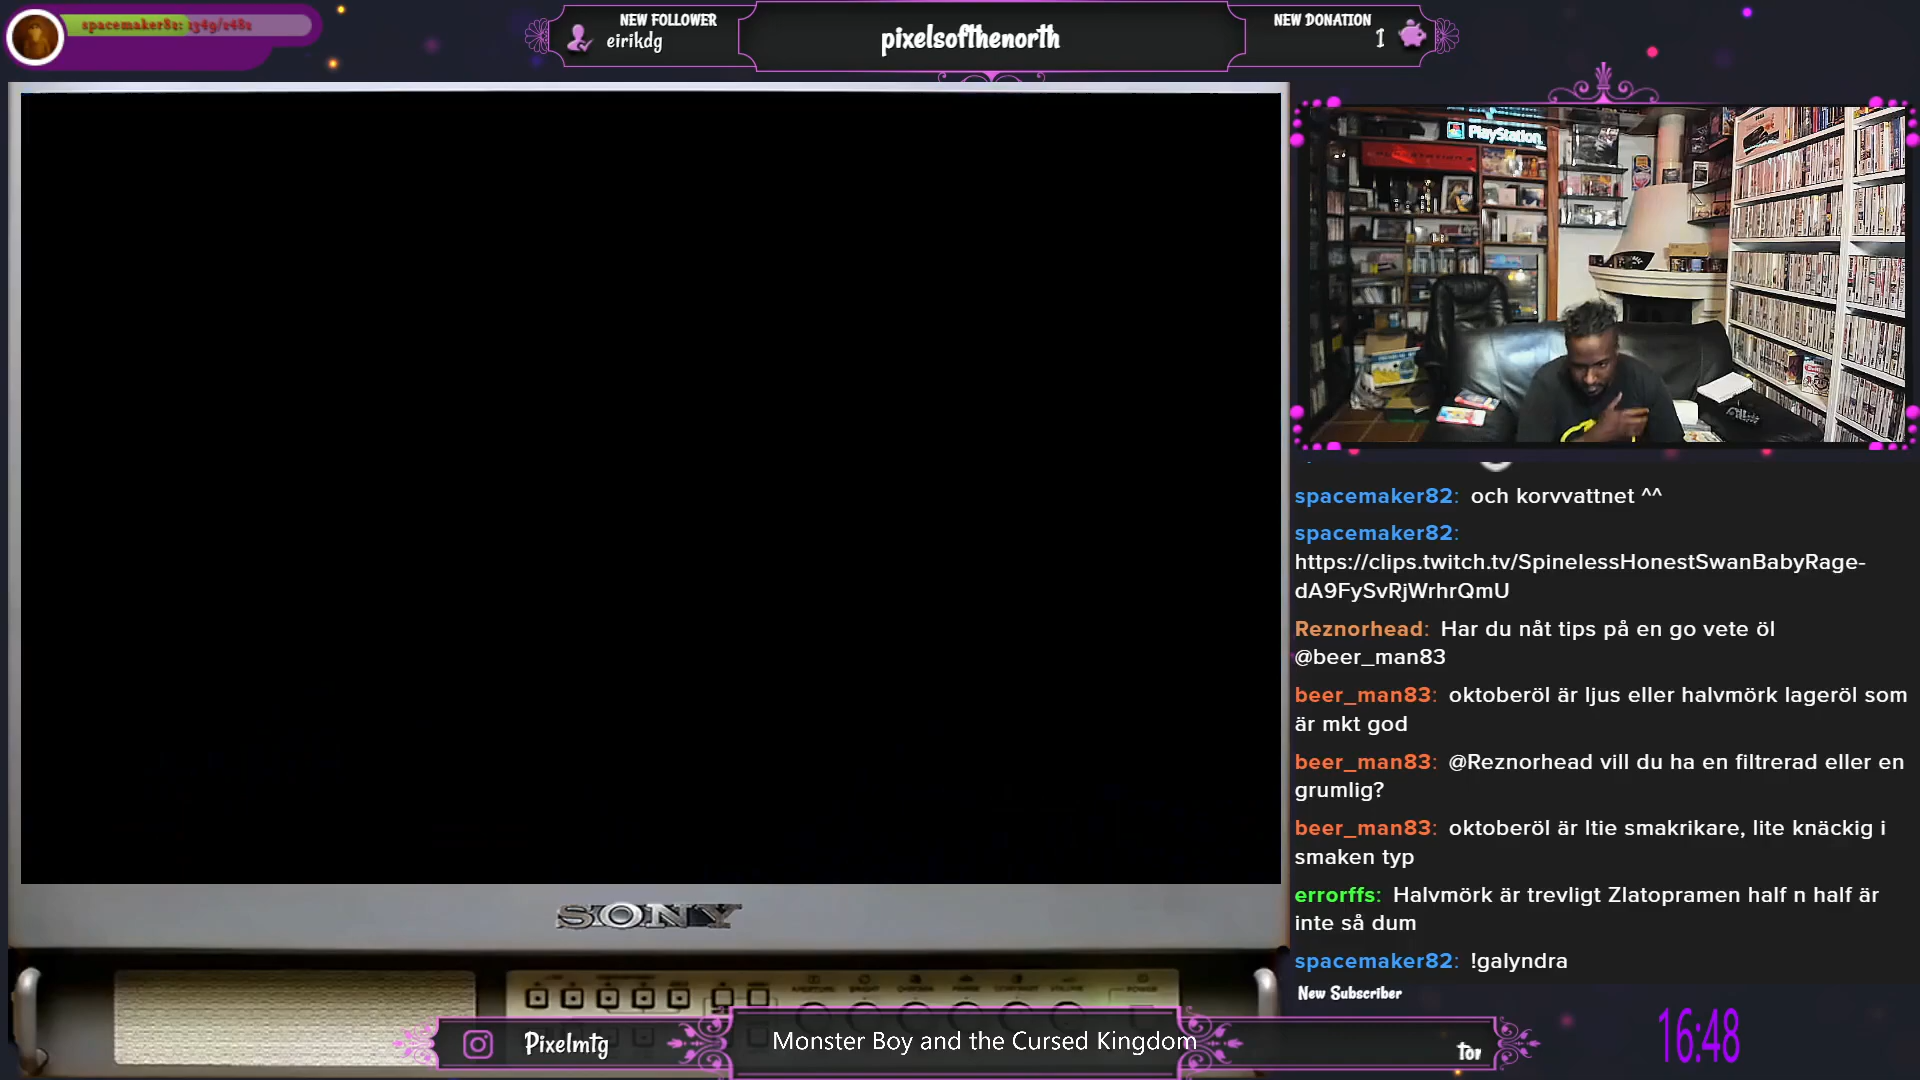 spacemaker82: 1349/2482
NEW FOLLOWER
eirikdg
pixelsofthenorth
NEW DONATION
1
PlayStation
spacemaker82: och korvvattnet ^^
spacemaker82:
https://clips.twitch.tv/SpinelessHonestSwanBabyRage-
dA9FySvRjWrhrQmU
Reznorhead: Har du nåt tips på en go vete öl
@beer_man83
beer_man83: oktoberöl är ljus eller halvmörk lageröl som
är mkt god
beer_man83: @Reznorhead vill du ha en filtrerad eller en
grumlig?
beer_man83: oktoberöl är ltie smakrikare, lite knäckig i
smaken typ
errorffs: Halvmörk är trevligt Zlatopramen half n half är
inte så dum
spacemaker82: !galyndra
SONY
New Subscriber
Pixelmtg
Monster Boy and the Cursed Kingdom
tor
16:48